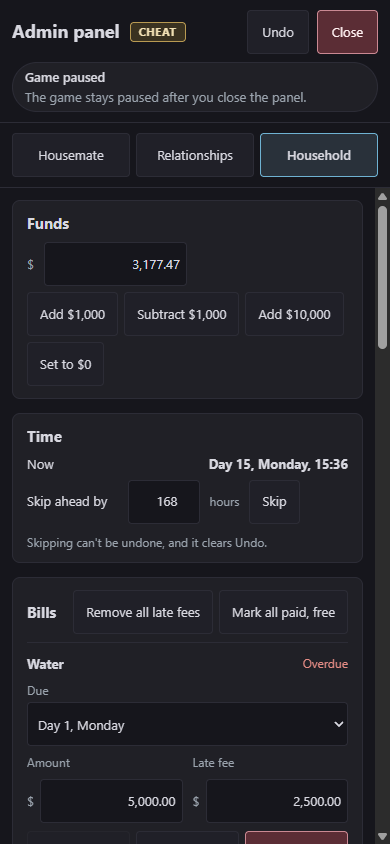 Admin panel CHEAT Undo Close
Game paused
The game stays paused after you close the panel.
Housemate Relationships Household
Funds
$ 3,177.47
Add $1,000 Subtract $1,000 Add $10,000
Set to $0
Time
Now Day 15, Monday, 15:36
Skip ahead by 168 hours Skip
Skipping can't be undone, and it clears Undo.
Bills Remove all late fees Mark all paid, free
Water Overdue
Due
Day 1, Monday
Amount Late fee
$ 5,000.00 $ 2,500.00